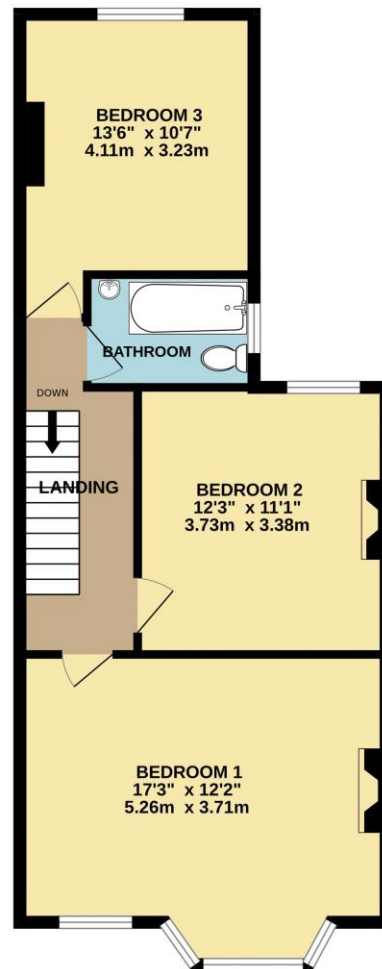 BEDROOM 3
13'6" x 10'7"
4.11m x 3.23m
BATHROOM
DOWN
LANDING
BEDROOM 2
12'3" x 11'1"
3.73m x 3.38m
BEDROOM 1
17'3" x 12'2"
5.26m x 3.71m